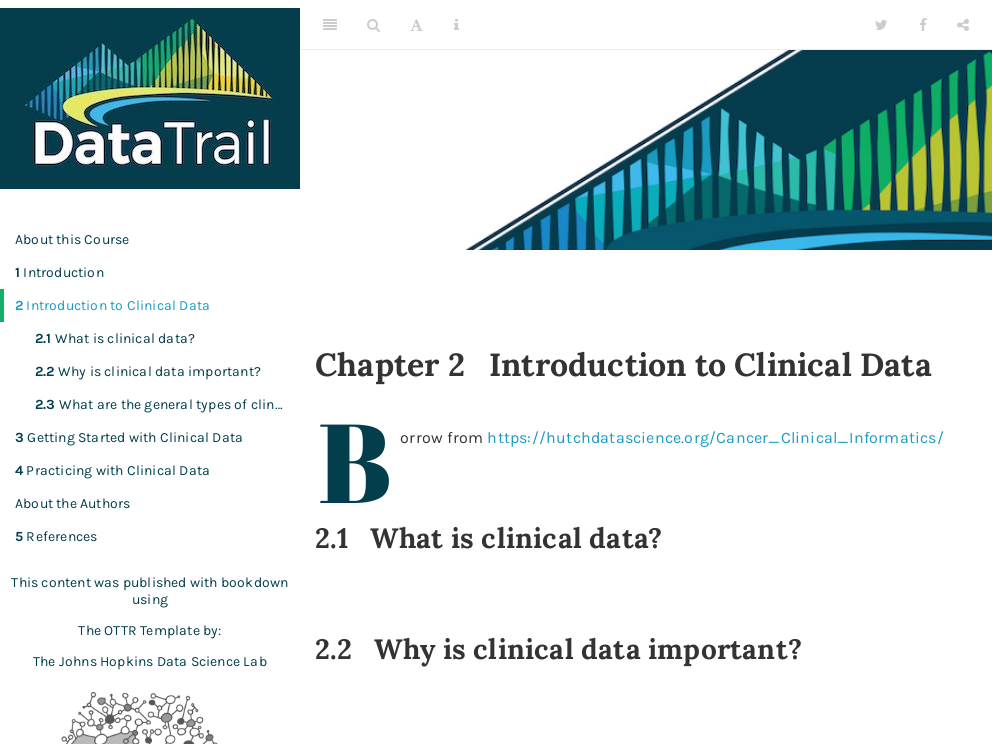 DataTrail
About this Course
1 Introduction
2 Introduction to Clinical Data
2.1 What is clinical data?
2.2 Why is clinical data important?
2.3 What are the general types of clin…
3 Getting Started with Clinical Data
4 Practicing with Clinical Data
About the Authors
5 References
This content was published with bookdown
using
The OTTR Template by:
The Johns Hopkins Data Science Lab
A
Chapter 2 Introduction to Clinical Data
Borrow from https://hutchdatascience.org/Cancer_Clinical_Informatics/
2.1 What is clinical data?
2.2 Why is clinical data important?